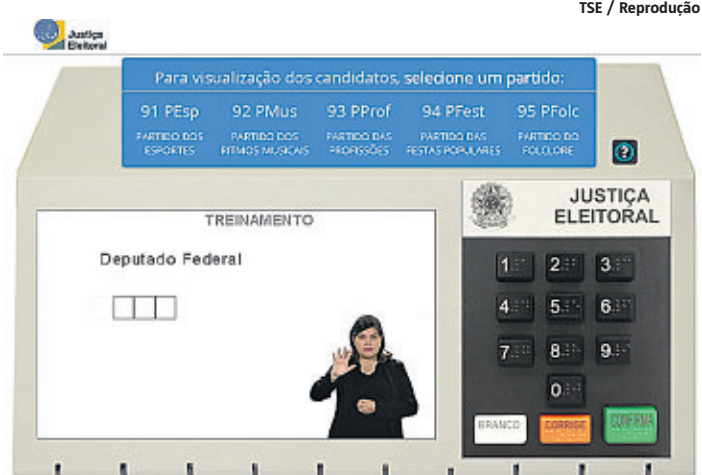 TSE / Reprodução
Justiça
Eleitoral
Para visualização dos candidatos, selecione um partido:
91 PEsp 92 PMus 93 PProf 94 PFest 95 PFolc
PARTIDO DOS ESPORTES
PARTIDO DOS RITMOS MUSICAIS
PARTIDO DAS PROFISSÕES
PARTIDO DAS FESTAS POPULARES
PARTIDO DO FOLCLORE
?
TREINAMENTO
Deputado Federal
JUSTIÇA
ELEITORAL
1 2 3
4 5 6
7 8 9
0
BRANCO CORRIGE CONFIRMA